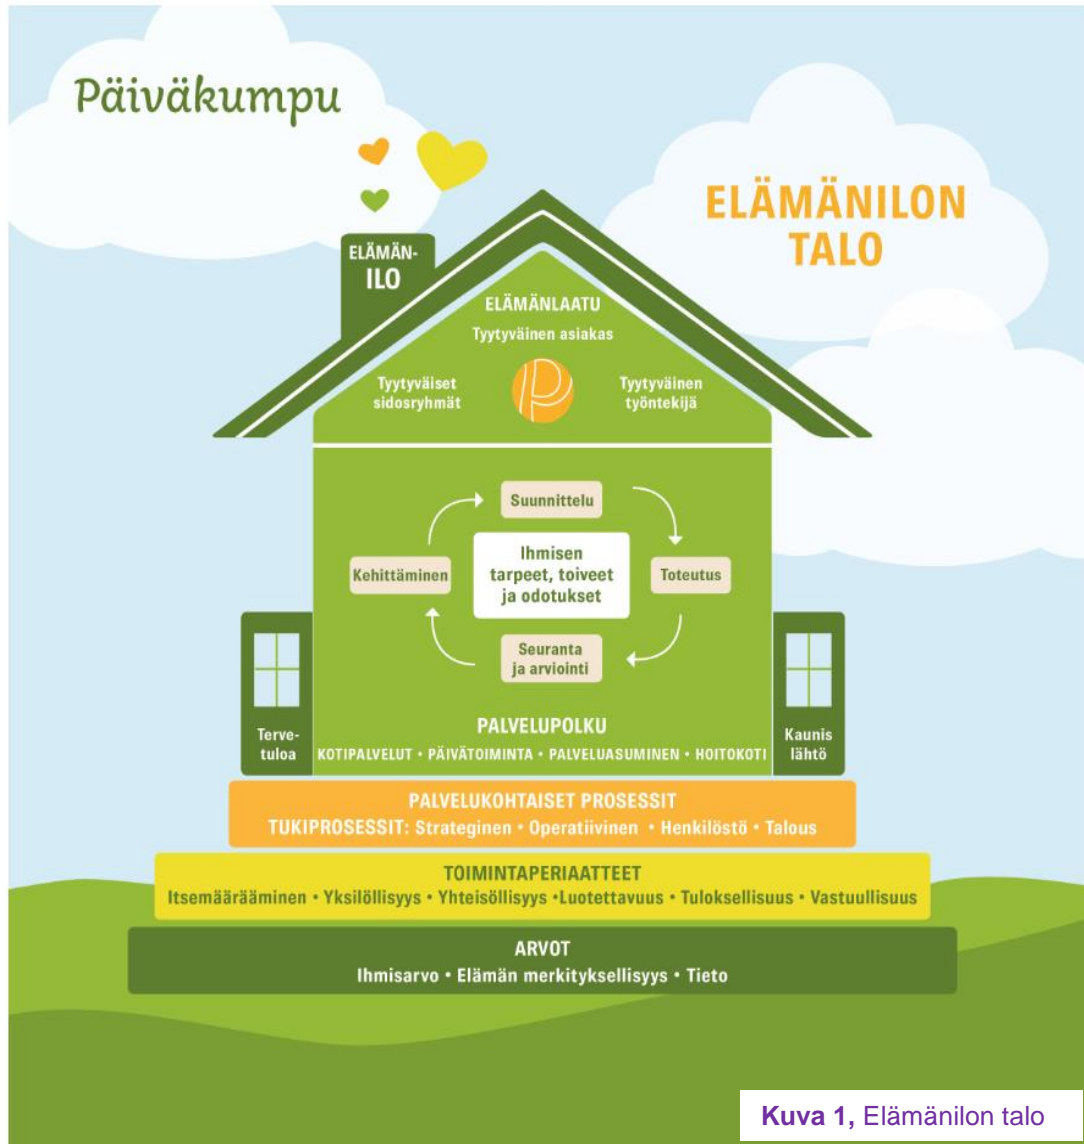 Päiväkumpu
ELÄMÄNILON
TALO
ELÄMÄN-
ILO
ELÄMÄNLAATU
Tyytyväinen asiakas
Tyytyväiset
sidosryhmät
Tyytyväinen
työntekijä
Suunnittelu
Kehittäminen
Ihmisen
tarpeet, toiveet
ja odotukset
Toteutus
Seuranta
ja arviointi
Terve-
tuloa
PALVELUPOLKU
KOTIPALVELUT • PÄIVÄTOIMINTA • PALVELUASUMINEN • HOITOKOTI
Kaunis
lähtö
PALVELUKOHTAISET PROSESSIT
TUKIPROSESSIT: Strateginen • Operatiivinen • Henkilöstö • Talous
TOIMINTAPERIAATTEET
Itsemäärääminen • Yksilöllisyys • Yhteisöllisyys •Luotettavuus • Tuloksellisuus • Vastuullisuus
ARVOT
Ihmisarvo • Elämän merkityksellisyys • Tieto
Kuva 1, Elämänilon talo